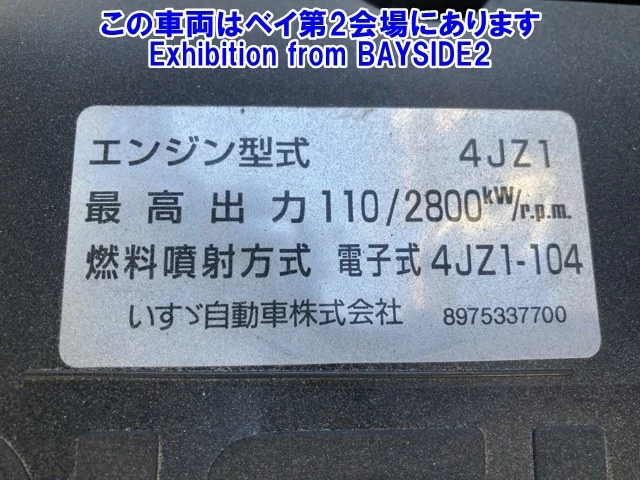 この車両はベイ第2会場にあります
Exhibition from BAYSIDE2
エンジン型式 4JZ1
最高出力 110/2800kW/r.p.m.
燃料噴射方式 電子式 4JZ1-104
いすゞ自動車株式会社 8975337700